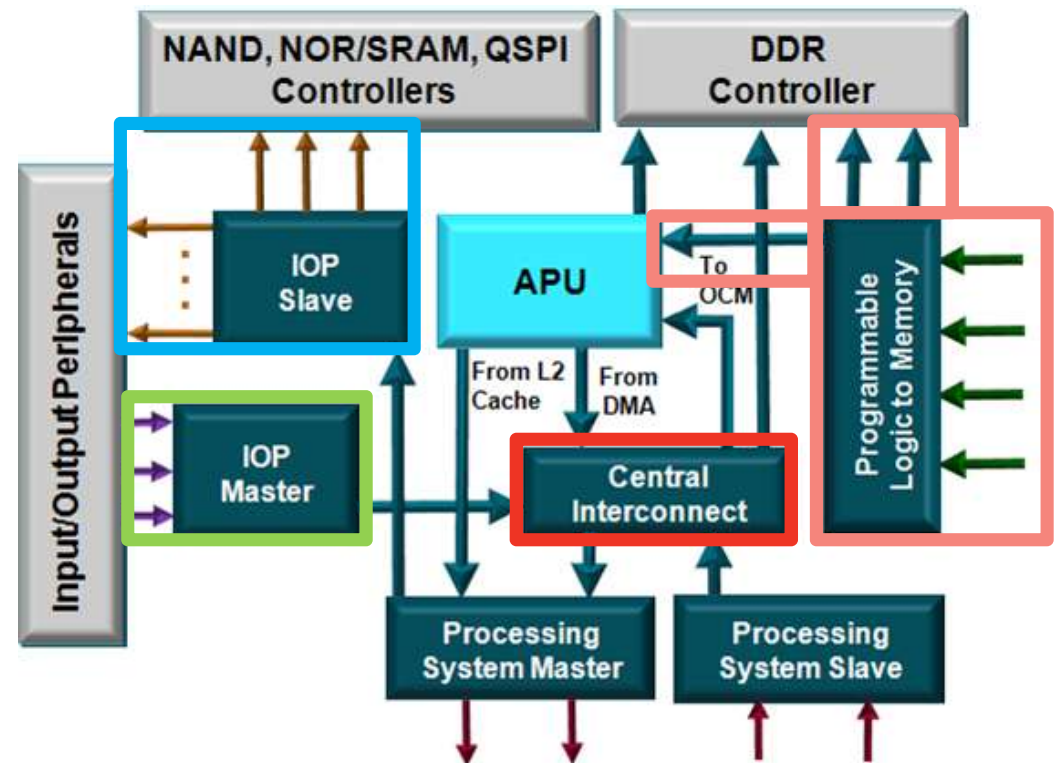 NAND, NOR/SRAM, QSPI
Controllers
DDR
Controller
Input/Output Perlpherals
IOP
Slave
APU
To
OCM
Programmable
Logic to Memory
From L2
Cache
From
DMA
IOP
Master
Central
Interconnect
Processing
System Master
Processing
System Slave